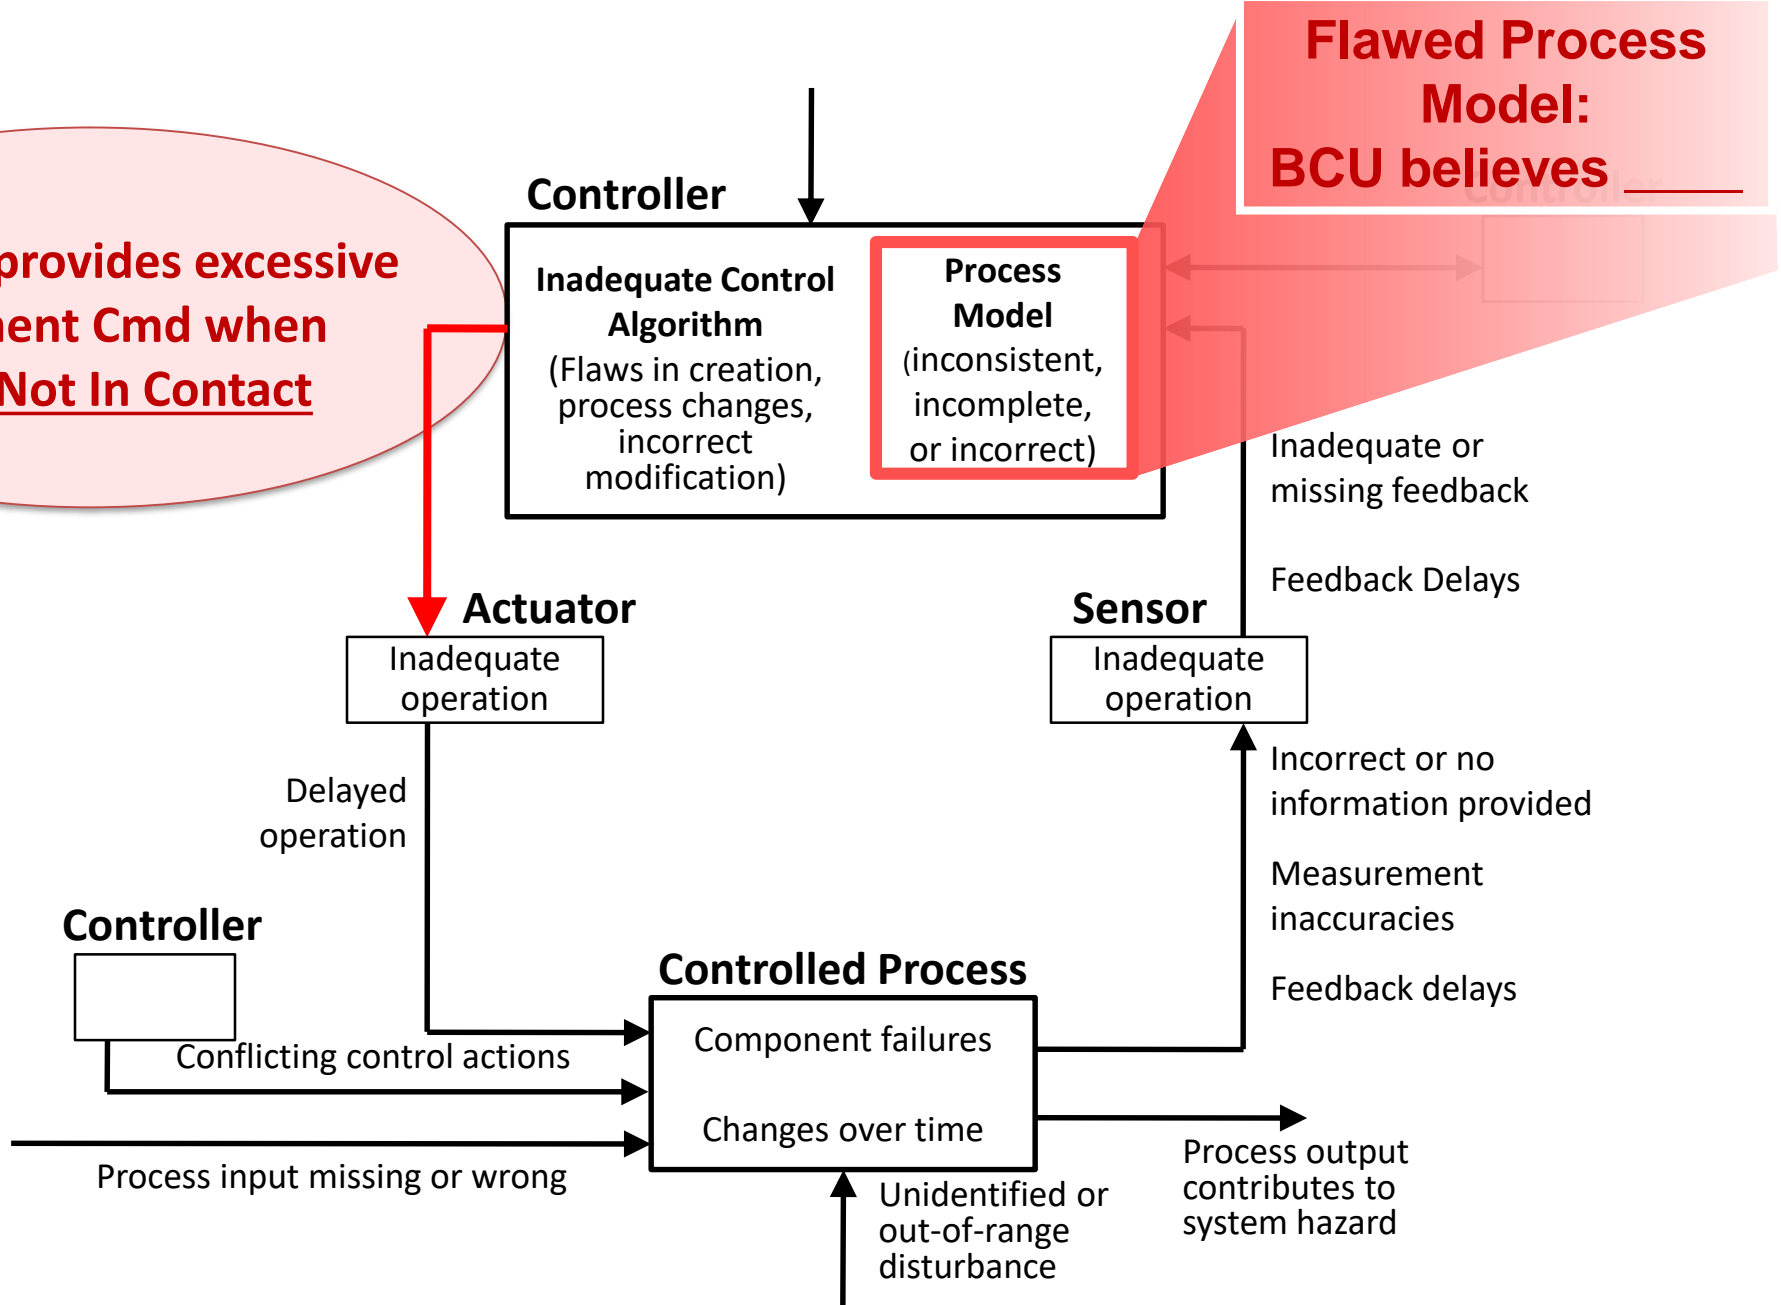 Flawed Process
Model:
BCU believes _____
Controller
Controller
provides excessive
ent Cmd when
Not In Contact
Inadequate Control
Algorithm
(Flaws in creation,
process changes,
incorrect
modification)
Process
Model
(inconsistent,
incomplete,
or incorrect)
Inadequate or
missing feedback
Feedback Delays
Actuator
Inadequate
operation
Sensor
Inadequate
operation
Delayed
operation
Incorrect or no
information provided
Measurement
inaccuracies
Feedback delays
Controller
Controlled Process
Component failures
Changes over time
Conflicting control actions
Process input missing or wrong
Unidentified or
out-of-range
disturbance
Process output
contributes to
system hazard